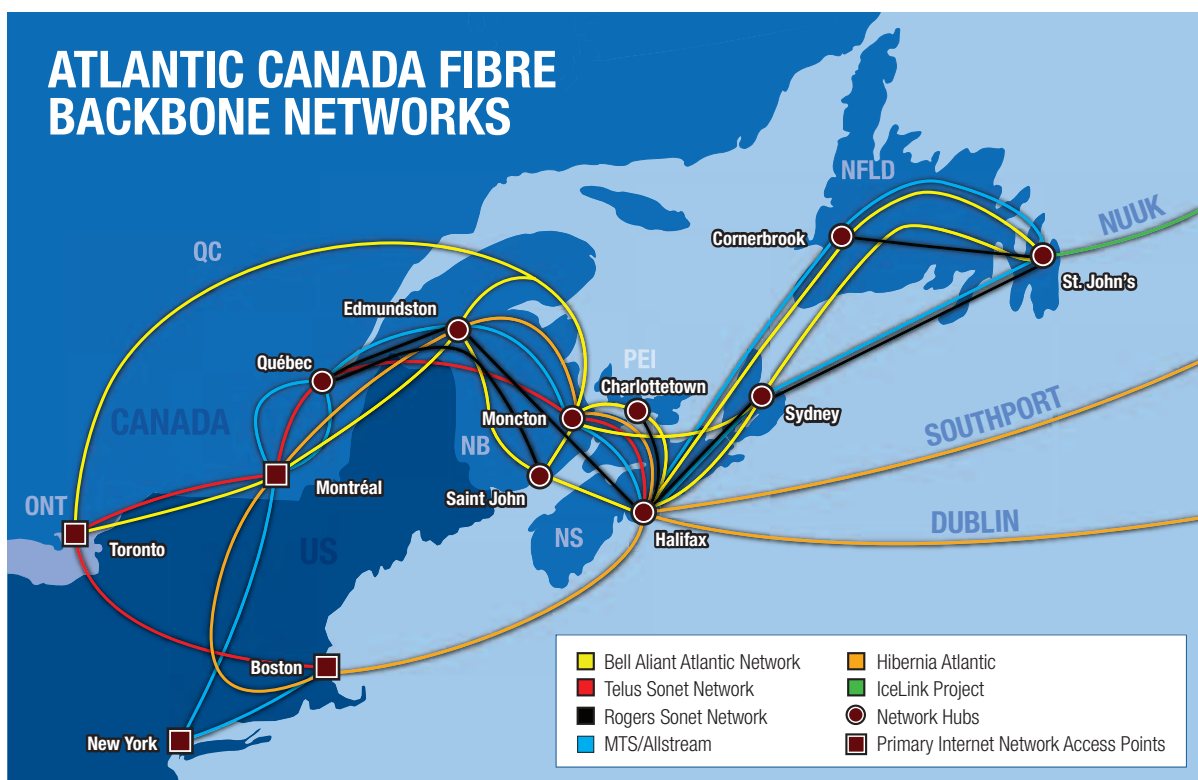 ATLANTIC CANADA FIBRE
BACKBONE NETWORKS
NFLD
NUUK
QC
Cornerbrook
St. John's
Edmundston
PEI
Québec
Charlottetown
CANADA
Moncton
Sydney
SOUTHPORT
NB
Montréal
Saint John
ONT
Toronto
US
NS
Halifax
DUBLIN
Boston
New York
Bell Aliant Atlantic Network
Telus Sonet Network
Rogers Sonet Network
MTS/Allstream
Hibernia Atlantic
IceLink Project
Network Hubs
Primary Internet Network Access Points